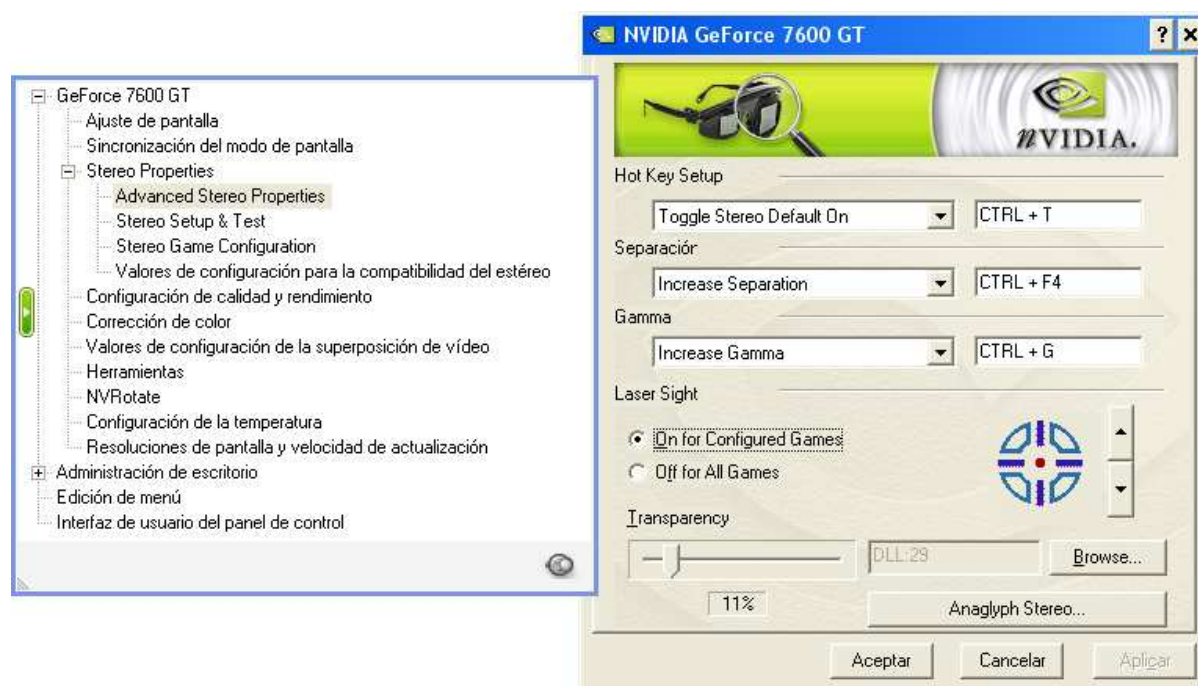 GeForce 7600 GT
Ajuste de pantalla
Sincronización del modo de pantalla
Stereo Properties
Advanced Stereo Properties
Stereo Setup & Test
Stereo Game Configuration
Valores de configuración para la compatibilidad del estéreo
Configuración de calidad y rendimiento
Corrección de color
Valores de configuración de la superposición de vídeo
Herramientas
NVRotate
Configuración de la temperatura
Resoluciones de pantalla y velocidad de actualización
Administración de escritorio
Edición de menú
Interfaz de usuario del panel de control
NVIDIA GeForce 7600 GT
nVIDIA.
Hot Key Setup
Toggle Stereo Default On CTRL + T
Separación
Increase Separation CTRL + F4
Gamma
Increase Gamma CTRL + G
Laser Sight
On for Configured Games
Off for All Games
Transparency
DLL:29 Browse...
11% Anaglyph Stereo...
Aceptar Cancelar Aplicar